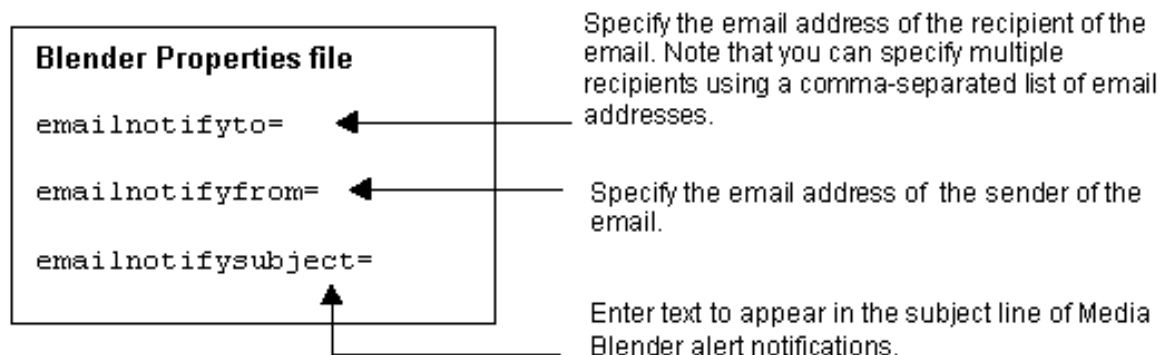 Blender Properties file
emailnotifyto=
emailnotifyfrom=
emailnotifysubject=
Specify the email address of the recipient of the
email. Note that you can specify multiple
recipients using a comma-separated list of email
addresses.
Specify the email address of the sender of the
email.
Enter text to appear in the subject line of Media
Blender alert notifications.